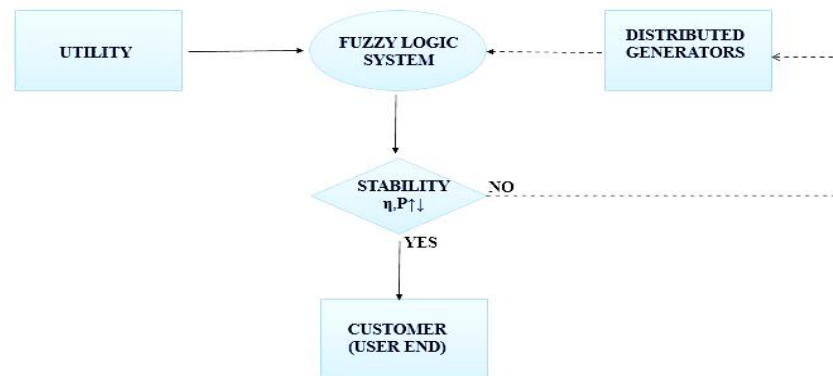 UTILITY
FUZZY LOGIC
SYSTEM
DISTRIBUTED
GENERATORS
STABILITY
η,P↑↓
NO
YES
CUSTOMER
(USER END)